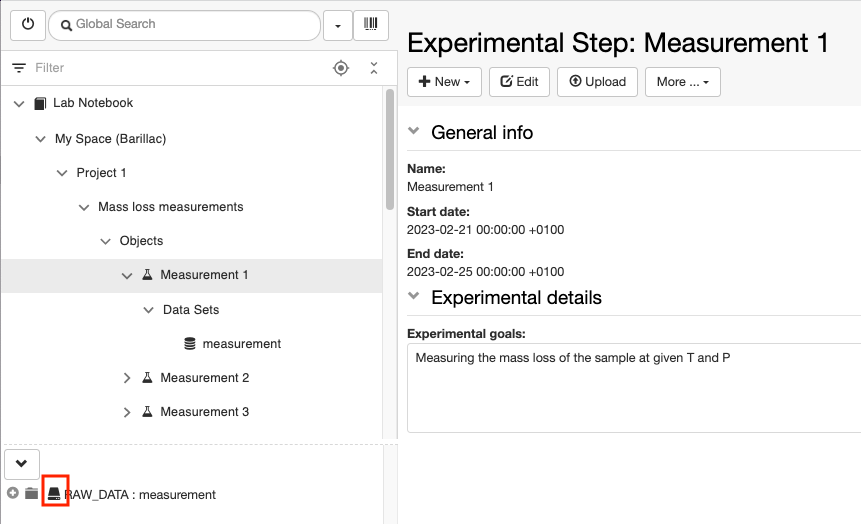 Global Search
Filter
Lab Notebook
My Space (Barillac)
Project 1
Mass loss measurements
Objects
Measurement 1
Data Sets
measurement
Measurement 2
Measurement 3
RAW_DATA : measurement
Experimental Step: Measurement 1
New Edit Upload More ...
General info
Name:
Measurement 1
Start date:
2023-02-21 00:00:00 +0100
End date:
2023-02-25 00:00:00 +0100
Experimental details
Experimental goals:
Measuring the mass loss of the sample at given T and P